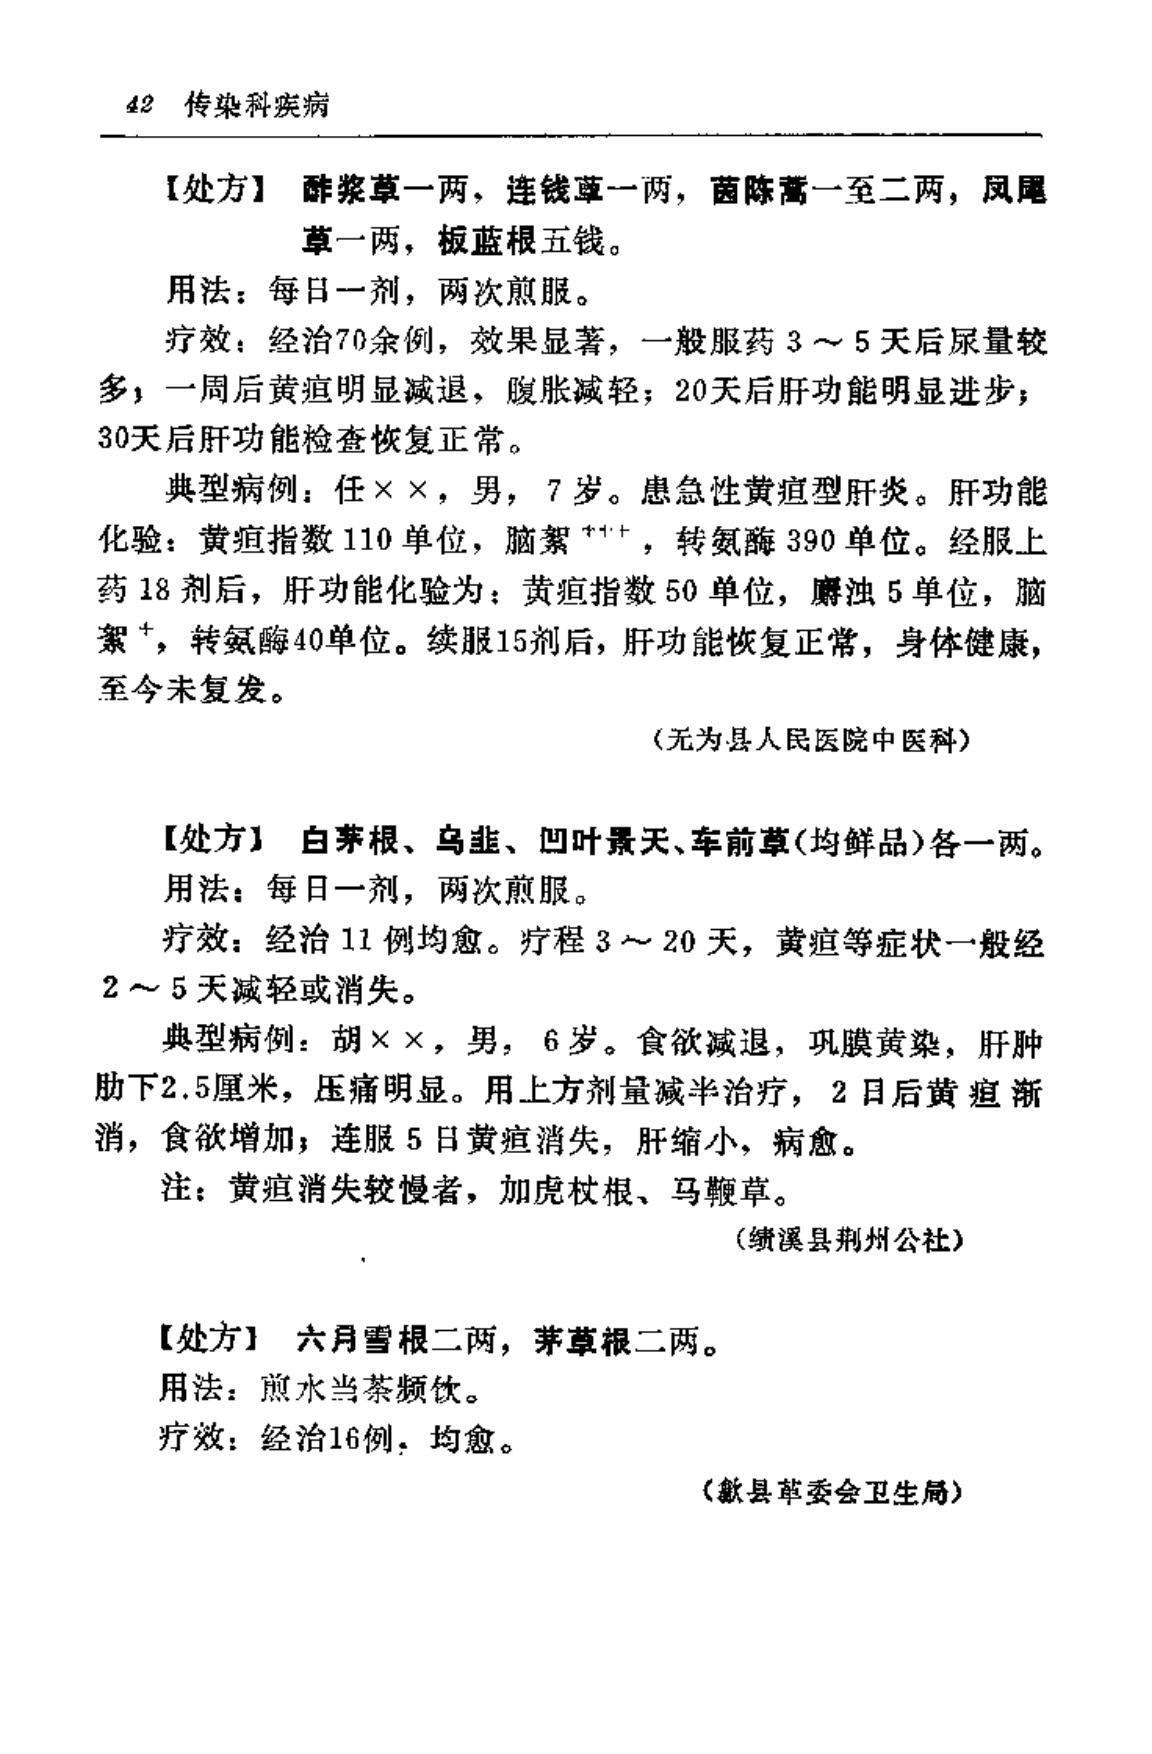 42 传染科疾病
【处方】 酢浆草一两，连钱草一两，茵陈蒿一至二两，凤尾
草一两，板蓝根五钱。
用法：每日一剂，两次煎服。
疗效：经治70余例，效果显著，一般服药 3 ～ 5 天后尿量较
多；一周后黄疸明显减退，腹胀减轻；20天后肝功能明显进步；
30天后肝功能检查恢复正常。
典型病例：任××，男， 7 岁。患急性黄疸型肝炎。肝功能
化验：黄疸指数 110 单位，脑絮 +++ ，转氨酶 390 单位。经服上
药 18 剂后，肝功能化验为：黄疸指数 50 单位，麝浊 5 单位，脑
絮 +，转氨酶40单位。续服15剂后，肝功能恢复正常，身体健康，
至今未复发。
（无为县人民医院中医科）
【处方】 白茅根、乌韭、凹叶景天、车前草（均鲜品）各一两。
用法：每日一剂，两次煎服。
疗效：经治 11 例均愈。疗程 3 ～ 20 天，黄疸等症状一般经
2 ～ 5 天减轻或消失。
典型病例：胡××，男， 6 岁。食欲减退，巩膜黄染，肝肿
肋下2.5厘米，压痛明显。用上方剂量减半治疗， 2 日后黄疸渐
消，食欲增加；连服 5 日黄疸消失，肝缩小，病愈。
注：黄疸消失较慢者，加虎杖根、马鞭草。
（绩溪县荆州公社）
【处方】 六月雪根二两，茅草根二两。
用法：煎水当茶频饮。
疗效：经治16例，均愈。
（歙县革委会卫生局）